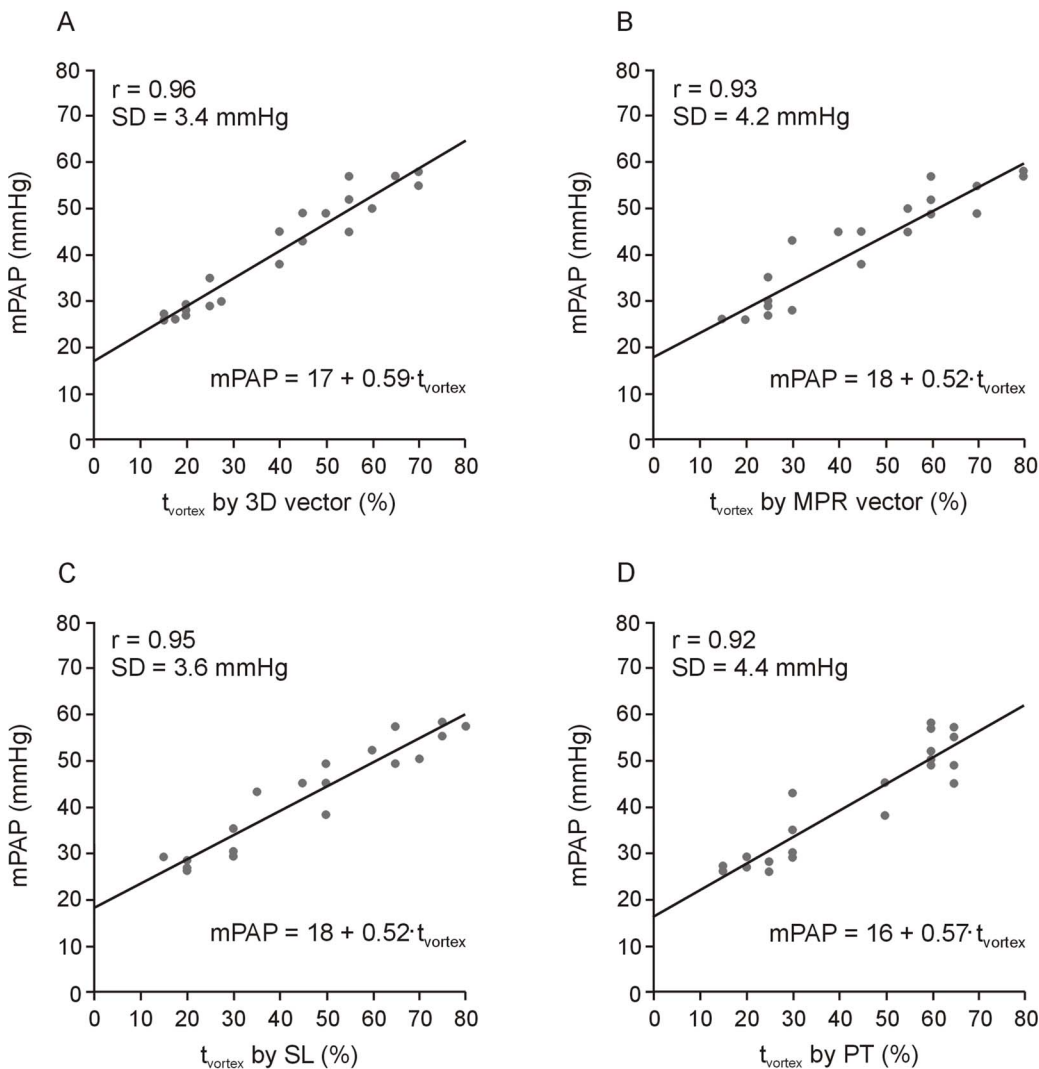 A
r = 0.96
SD = 3.4 mmHg
mPAP (mmHg)
80
70
60
50
40
30
20
10
0
mPAP = 17 + 0.59·tvortex
0 10 20 30 40 50 60 70 80
tvortex by 3D vector (%)
B
r = 0.93
SD = 4.2 mmHg
mPAP (mmHg)
80
70
60
50
40
30
20
10
0
mPAP = 18 + 0.52·tvortex
0 10 20 30 40 50 60 70 80
tvortex by MPR vector (%)
C
r = 0.95
SD = 3.6 mmHg
mPAP (mmHg)
80
70
60
50
40
30
20
10
0
mPAP = 18 + 0.52·tvortex
0 10 20 30 40 50 60 70 80
tvortex by SL (%)
D
r = 0.92
SD = 4.4 mmHg
mPAP (mmHg)
80
70
60
50
40
30
20
10
0
mPAP = 16 + 0.57·tvortex
0 10 20 30 40 50 60 70 80
tvortex by PT (%)